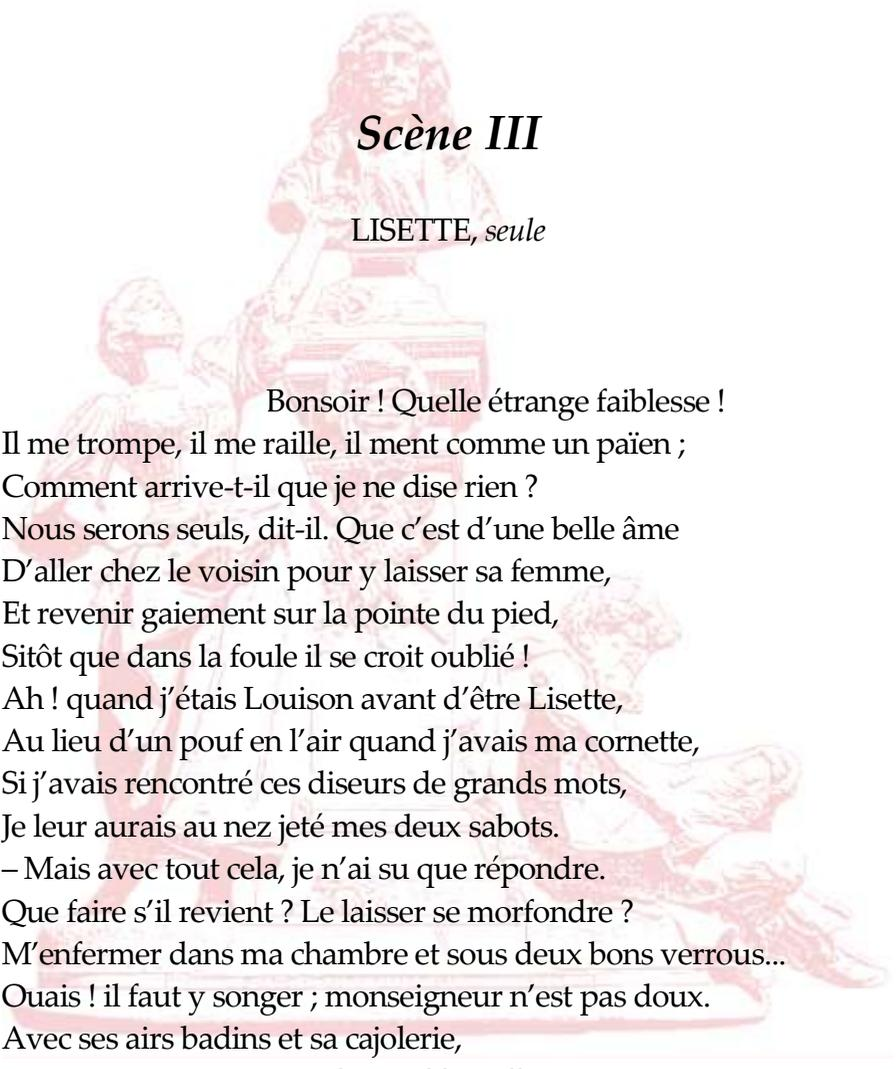 Scène III
LISETTE, seule
Bonsoir ! Quelle étrange faiblesse !
Il me trompe, il me raille, il ment comme un païen ;
Comment arrive-t-il que je ne dise rien ?
Nous serons seuls, dit-il. Que c’est d’une belle âme
D’aller chez le voisin pour y laisser sa femme,
Et revenir gaiement sur la pointe du pied,
Sitôt que dans la foule il se croit oublié !
Ah ! quand j’étais Louison avant d’être Lisette,
Au lieu d’un pouf en l’air quand j’avais ma cornette,
Si j’avais rencontré ces diseurs de grands mots,
Je leur aurais au nez jeté mes deux sabots.
– Mais avec tout cela, je n’ai su que répondre.
Que faire s’il revient ? Le laisser se morfondre ?
M’enfermer dans ma chambre et sous deux bons verrous...
Ouais ! il faut y songer ; monseigneur n’est pas doux.
Avec ses airs badins et sa cajolerie,